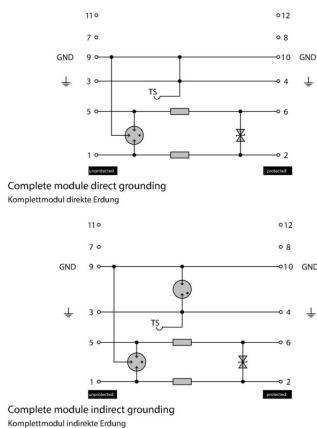 11 12
7 8
GND 9 10 GND
3 4
TS
5 6
1 2
unprotected protected
Complete module direct grounding
Komplettmodul direkte Erdung
11 12
7 8
GND 9 10 GND
3 4
TS
5 6
1 2
unprotected protected
Complete module indirect grounding
Komplettmodul indirekte Erdung